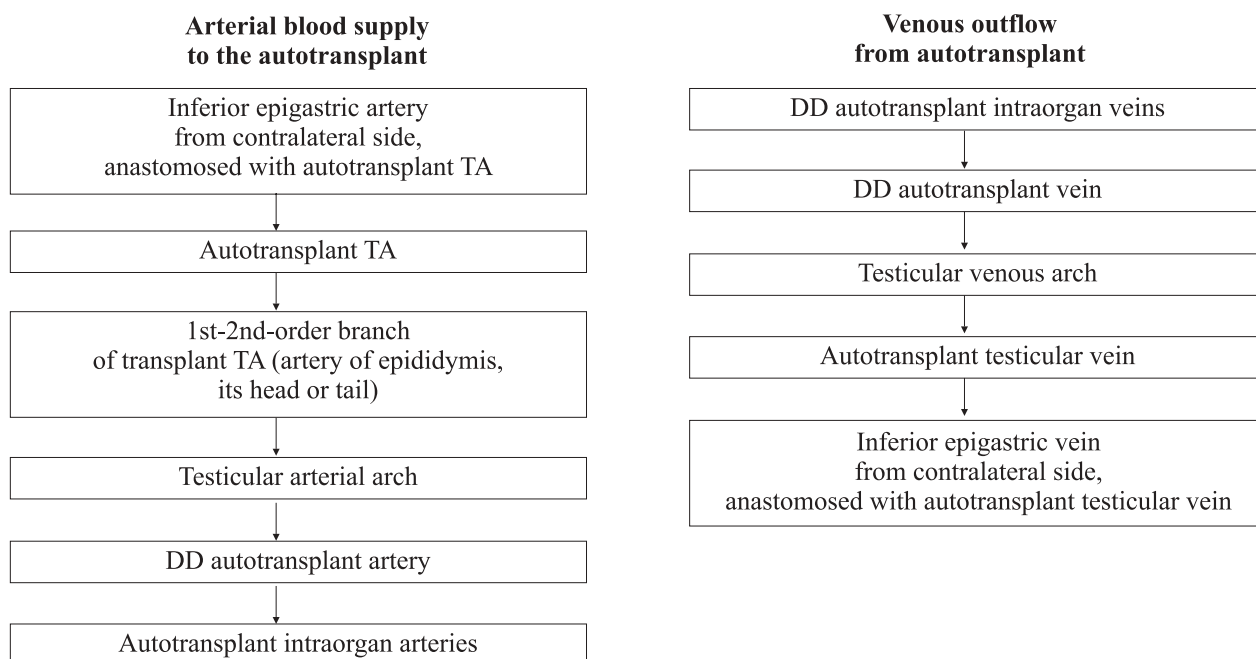 Arterial blood supply
to the autotransplant
Inferior epigastric artery
from contralateral side,
anastomosed with autotransplant TA
Autotransplant TA
1st-2nd-order branch
of transplant TA (artery of epididymis,
its head or tail)
Testicular arterial arch
DD autotransplant artery
Autotransplant intraorgan arteries
Venous outflow
from autotransplant
DD autotransplant intraorgan veins
DD autotransplant vein
Testicular venous arch
Autotransplant testicular vein
Inferior epigastric vein
from contralateral side,
anastomosed with autotransplant testicular vein